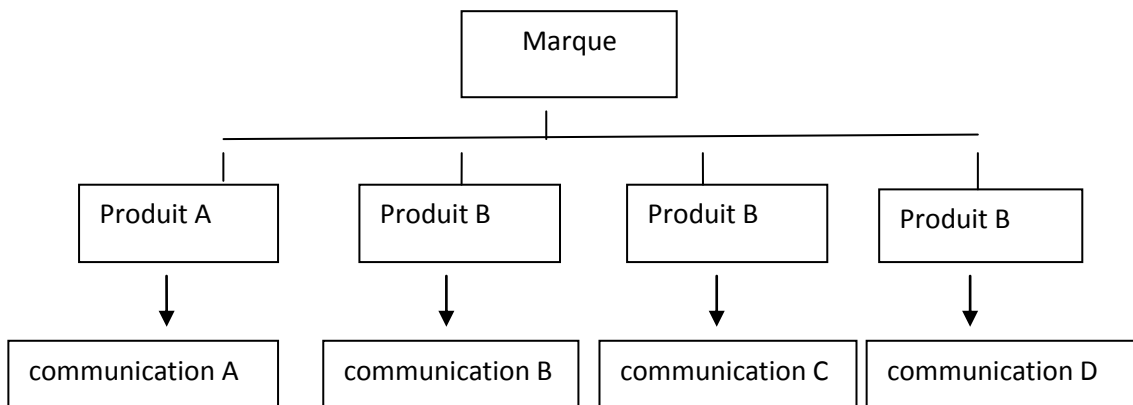 Marque
Produit A
Produit B
Produit B
Produit B
communication A
communication B
communication C
communication D